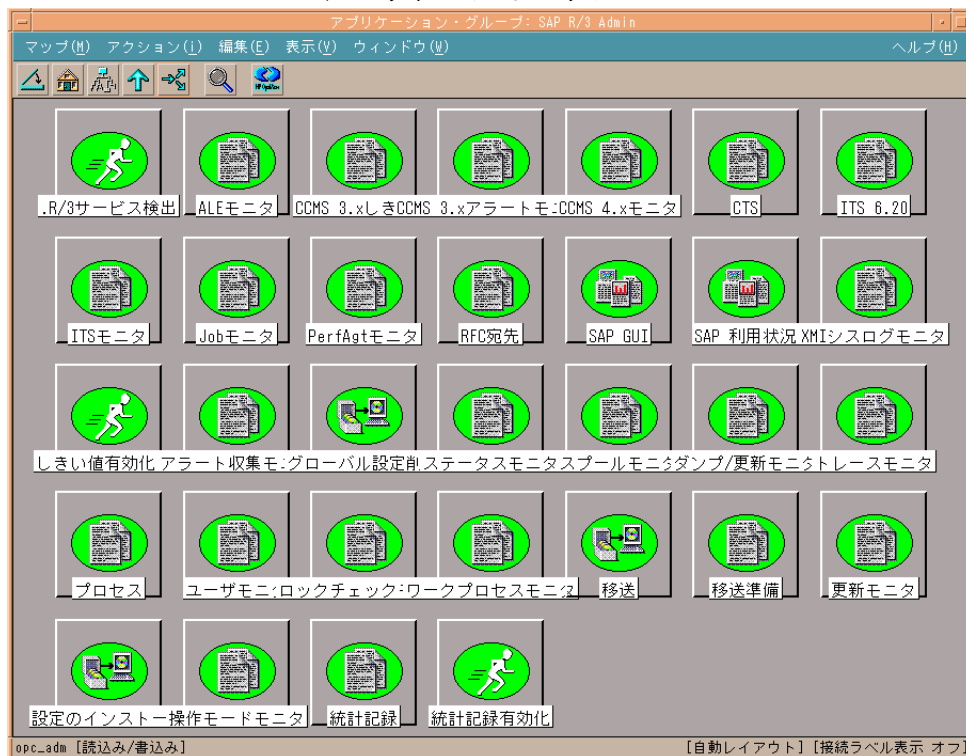 アプリケーション・グループ: SAP R/3 Admin
マップ(M) アクション(i) 編集(E) 表示(V) ウィンドウ(W) ヘルプ(H)
HP OpenView
.R/3サービス検出 ALEモニタ CCMS 3.xしき CCMS 3.xアラートモニ CCMS 4.xモニタ CTS ITS 6.20
ITSモニタ Jobモニタ PerfAgtモニタ RFC宛先 SAP GUI SAP 利用状況 XMIシスログモニタ
しきい値有効化 アラート収集モニ グローバル設定削 ステータスモニタ スプールモニタ ダンプ/更新モニタ トレースモニタ
プロセス ユーザモニタ ロックチェックモ ワークプロセスモニタ 移送 移送準備 更新モニタ
設定のインストー 操作モードモニタ 統計記録 統計記録有効化
opc_adm [読込み/書込み] [自動レイアウト] [接続ラベル表示 オフ]